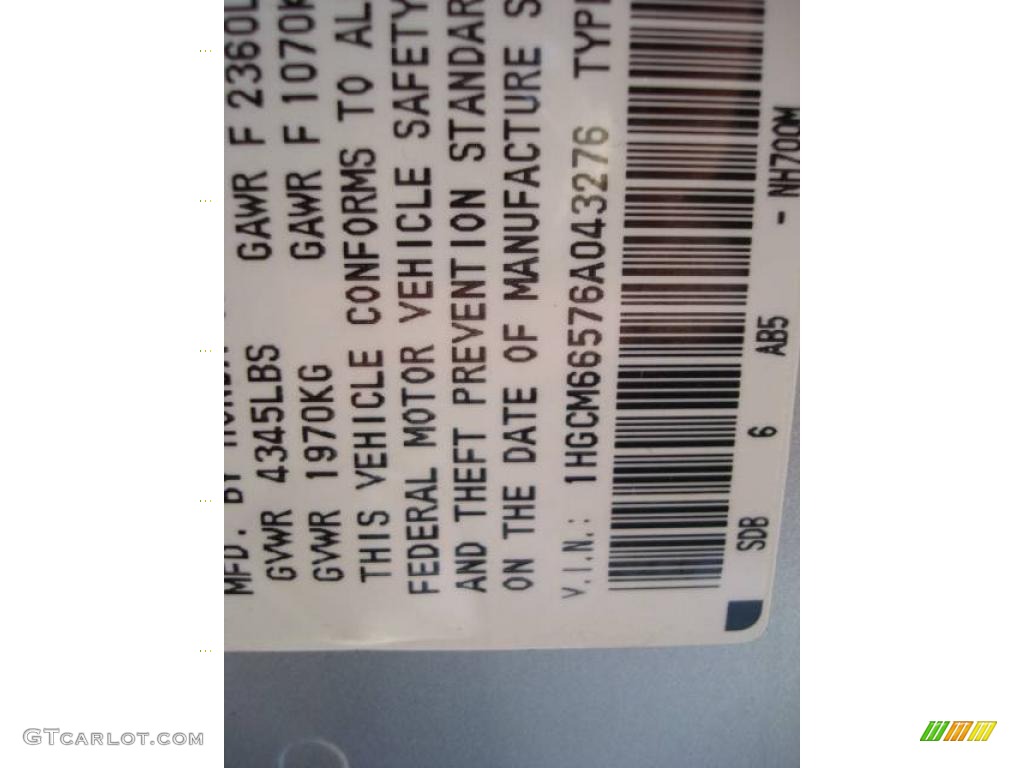 MFD. BY HONDA
GVWR 4345LBS GAWR F 2360L
GVWR 1970KG GAWR F 1070K
THIS VEHICLE CONFORMS TO AL
FEDERAL MOTOR VEHICLE SAFETY
AND THEFT PREVENTION STANDAR
ON THE DATE OF MANUFACTURE S
V.I.N.: 1HGCM66576A043276 TYP
SDB 6 AB5 - NH700M
GTCARLOT.COM